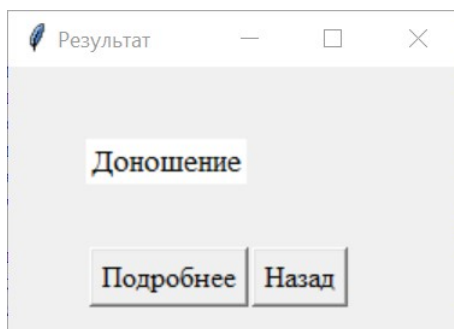 Результат
Доношение
Подробнее Назад